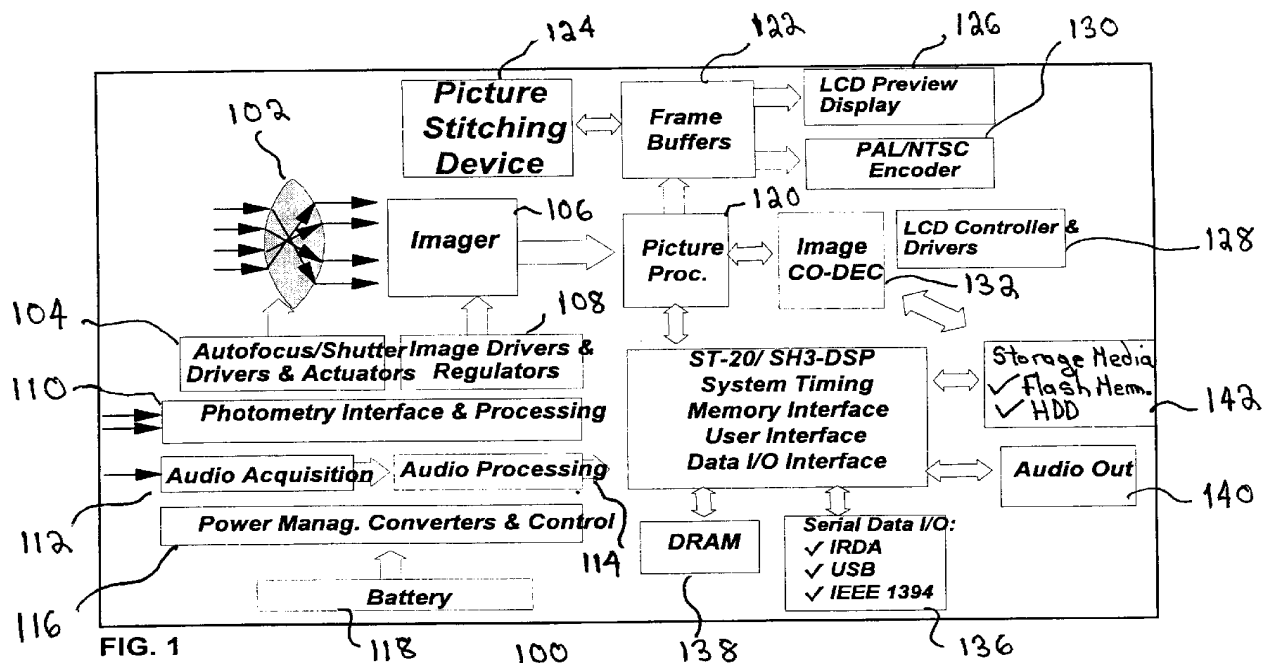 124
122
126
130
102
Picture
Stitching
Device
Frame
Buffers
LCD Preview
Display
PAL/NTSC
Encoder
106
120
Imager
Picture
Proc.
Image
CO-DEC
LCD Controller &
Drivers
128
132
104
108
Autofocus/Shutter
Drivers & Actuators
Image Drivers &
Regulators
110
Photometry Interface & Processing
ST-20/ SH3-DSP
System Timing
Memory Interface
User Interface
Data I/O Interface
Storage Media
✓ Flash Mem.
✓ HDD
142
Audio Acquisition
Audio Processing
Audio Out
140
112
Power Manag. Converters & Control
114
DRAM
Serial Data I/O:
✓ IRDA
✓ USB
✓ IEEE 1394
116
Battery
FIG. 1
118
100
138
136